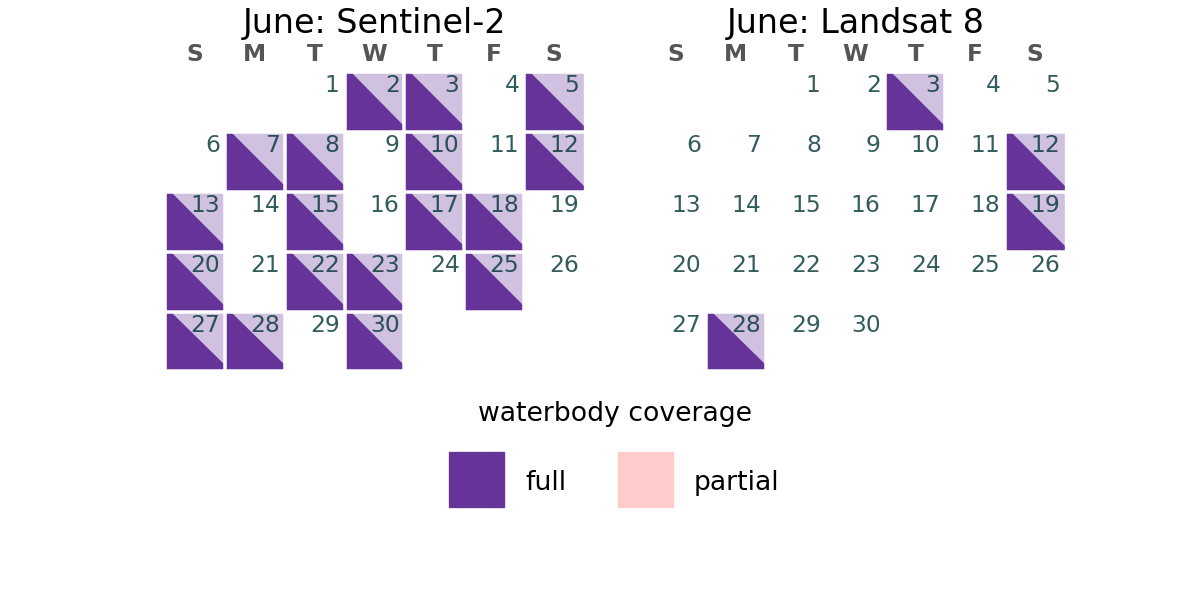 June: Sentinel-2
S M T W T F S
1 2 3 4 5
6 7 8 9 10 11 12
13 14 15 16 17 18 19
20 21 22 23 24 25 26
27 28 29 30
June: Landsat 8
S M T W T F S
1 2 3 4 5
6 7 8 9 10 11 12
13 14 15 16 17 18 19
20 21 22 23 24 25 26
27 28 29 30
waterbody coverage
full partial